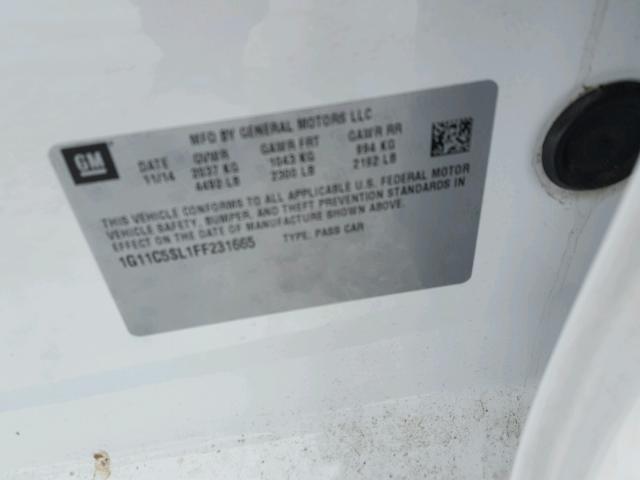 GM
MFG BY GENERAL MOTORS LLC
DATE GVWR GAWR FRT GAWR RR
11/14 2037 KG 1043 KG 994 KG
4490 LB 2300 LB 2192 LB
THIS VEHICLE CONFORMS TO ALL APPLICABLE U.S. FEDERAL MOTOR
VEHICLE SAFETY, BUMPER, AND THEFT PREVENTION STANDARDS IN
EFFECT ON THE DATE OF MANUFACTURE SHOWN ABOVE.
1G11C5SL1FF231665 TYPE: PASS CAR